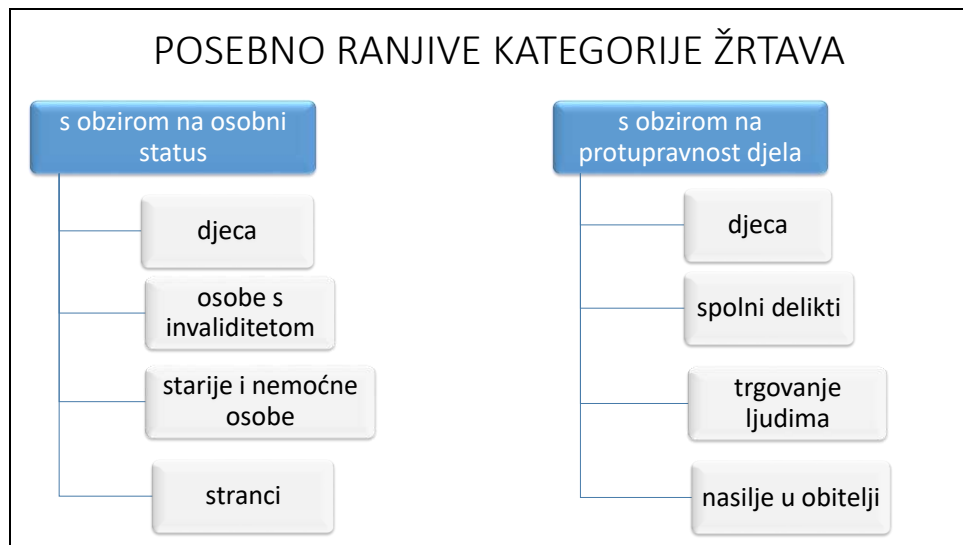 POSEBNO RANJIVE KATEGORIJE ŽRTAVA
s obzirom na osobni
status
djeca
osobe s
invaliditetom
starije i nemoćne
osobe
stranci
s obzirom na
protupravnost djela
djeca
spolni delikti
trgovanje
ljudima
nasilje u obitelji